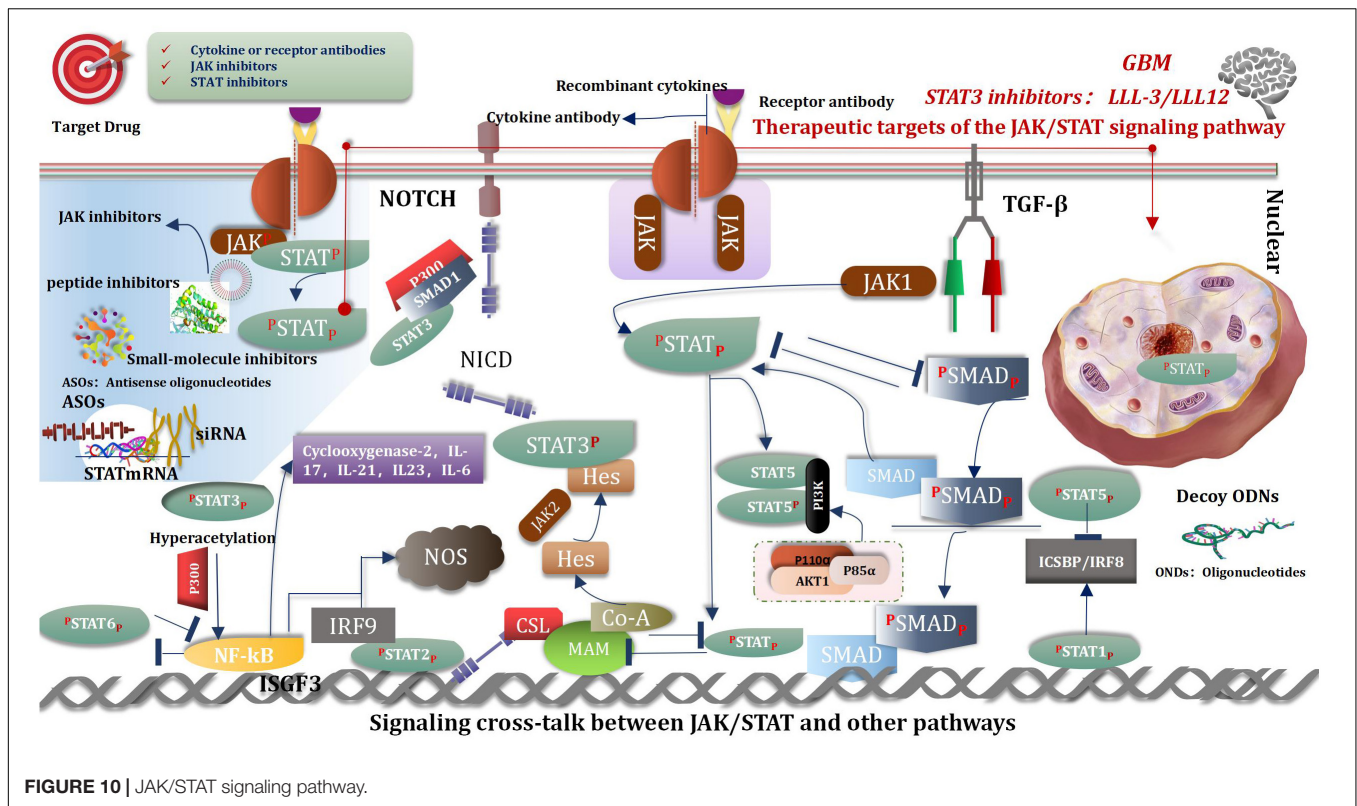 ✓ Cytokine or receptor antibodies
✓ JAK inhibitors
✓ STAT inhibitors
Target Drug
Recombinant cytokines
Cytokine antibody
Receptor antibody
GBM
STAT3 inhibitors： LLL-3/LLL12
Therapeutic targets of the JAK/STAT signaling pathway
JAK inhibitors
JAK P
STAT P
peptide inhibitors
P STAT P
Small-molecule inhibitors
ASOs：Antisense oligonucleotides
ASOs
siRNA
STATmRNA
NOTCH
P300
SMAD1
STAT3
NICD
JAK
JAK
TGF-β
JAK1
Nuclear
P STAT P
P STAT P
P SMAD P
Cyclooxygenase-2， IL-
17， IL-21， IL23， IL-6
STAT3 P
Hes
JAK2
Hes
STAT5
STAT5 P
PI3K
P110α
AKT1
P85α
SMAD
P SMAD P
P STAT5 P
ICSBP/IRF8
P STAT1 P
Decoy ODNs
ONDs：Oligonucleotides
P STAT3 P
Hyperacetylation
P300
NOS
P STAT6 P
NF-kB
IRF9
P STAT2 P
ISGF3
CSL
Co-A
MAM
P STAT P
SMAD
P SMAD P
Signaling cross-talk between JAK/STAT and other pathways
FIGURE 10 | JAK/STAT signaling pathway.